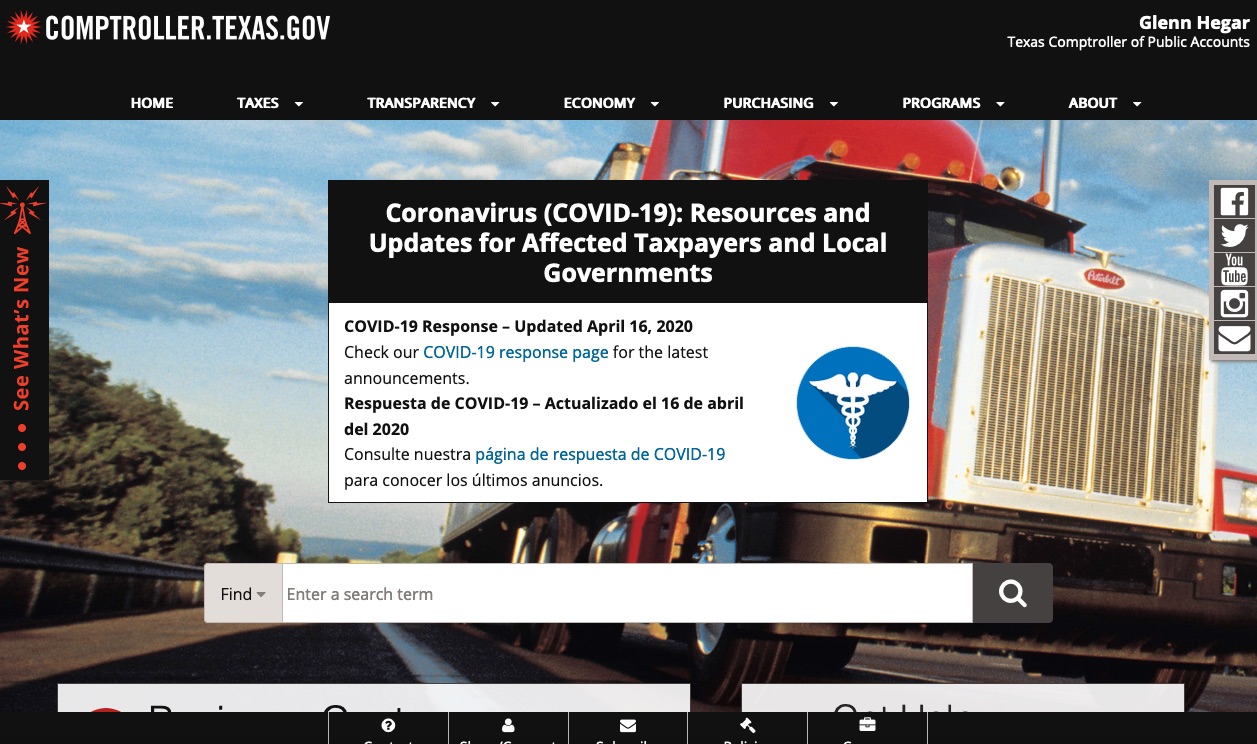 COMPTROLLER.TEXAS.GOV
Glenn Hegar
Texas Comptroller of Public Accounts
HOME TAXES TRANSPARENCY ECONOMY PURCHASING PROGRAMS ABOUT
See What's New
Coronavirus (COVID-19): Resources and
Updates for Affected Taxpayers and Local
Governments
COVID-19 Response – Updated April 16, 2020
Check our COVID-19 response page for the latest
announcements.
Respuesta de COVID-19 – Actualizado el 16 de abril
del 2020
Consulte nuestra página de respuesta de COVID-19
para conocer los últimos anuncios.
You
Tube
Peterbilt
Find Enter a search term